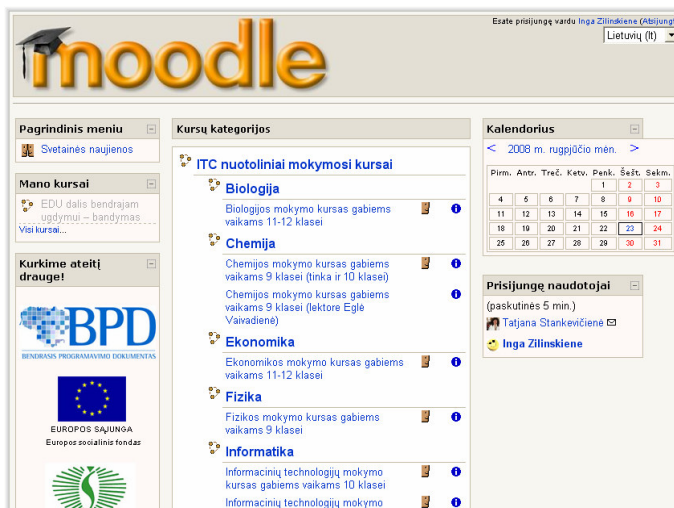 moodle
Esate prisijungę vardu Inga Zilinskiene (Atsijungti
Lietuvių (lt)
Pagrindinis meniu
Svetainės naujienos
Mano kursai
EDU dalis bendrajam
ugdymui – bandymas
Visi kursai...
Kurkime ateitį
drauge!
BPD
BENDRASIS PROGRAMAVIMO DOKUMENTAS
EUROPOS SĄJUNGA
Europos socialinis fondas
Kursų kategorijos
ITC nuotoliniai mokymosi kursai
Biologija
Biologijos mokymo kursas gabiems
vaikams 11-12 klasei
Chemija
Chemijos mokymo kursas gabiems
vaikams 9 klasei (tinka ir 10 klasei)
Chemijos mokymo kursas gabiems
vaikams 9 klasei (lektore Eglė
Vaivadienė)
Ekonomika
Ekonomikos mokymo kursas gabiems
vaikams 11-12 klasei
Fizika
Fizikos mokymo kursas gabiems
vaikams 9 klasei
Informatika
Informacinių technologijų mokymo
kursas gabiems vaikams 10 klasei
Informacinių technologijų mokymo
Kalendorius
< 2008 m. rugpjūčio mėn. >
Pirm. Antr. Treč. Ketv. Penk. Šešt. Sekm.
1 2 3
4 5 6 7 8 9 10
11 12 13 14 15 16 17
18 19 20 21 22 23 24
25 26 27 28 29 30 31
Prisijungę naudotojai
(paskutinės 5 min.)
Tatjana Stankevičienė
Inga Zilinskiene